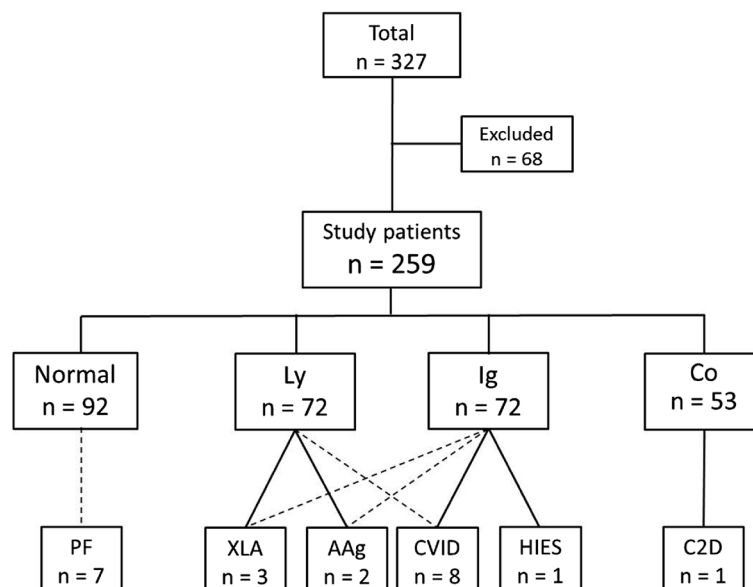 Total
n = 327
Excluded
n = 68
Study patients
n = 259
Normal
n = 92
Ly
n = 72
Ig
n = 72
Co
n = 53
PF
n = 7
XLA
n = 3
AAg
n = 2
CVID
n = 8
HIES
n = 1
C2D
n = 1